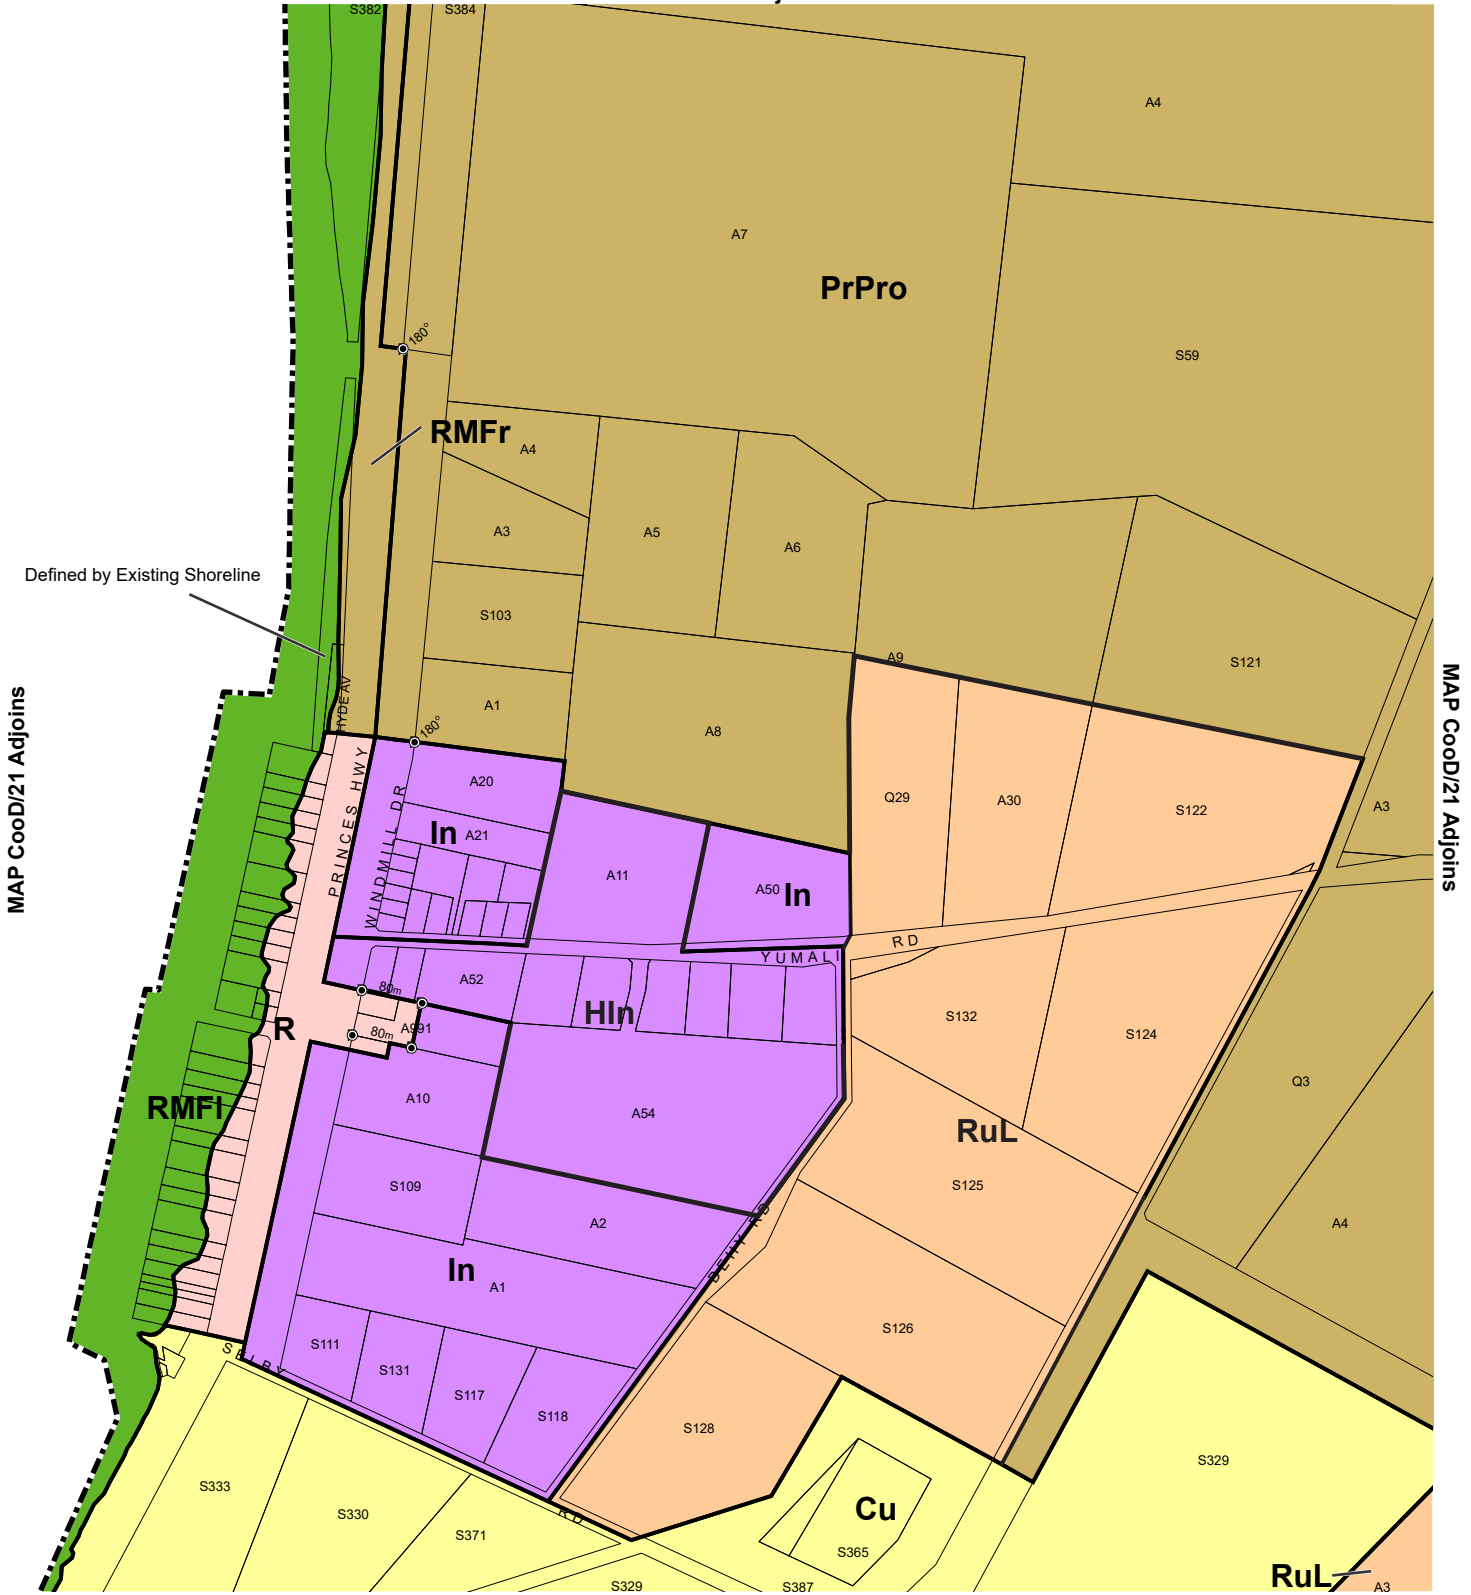 S382
S384
A4
A7
PrPro
S59
180°
RMFr
A4
A3
A5
A6
Defined by Existing Shoreline
S103
A9
S121
HYDE AV
A1
180°
A8
MAP CooD/21 Adjoins
MAP CooD/21 Adjoins
PRINCES HWY
WINDMILL DR
A20
In
A21
A11
A50
In
Q29
A30
S122
A3
YUMALI
RD
A52
80m
HIn
R
80m
A991
S132
S124
Q3
RMFl
A10
A54
RuL
S109
S125
A2
DEHY RD
A4
In
A1
S126
S111
SELBY
S131
S117
S118
S128
S329
S333
S330
S371
RD
Cu
S365
S329
S387
RuL
A3